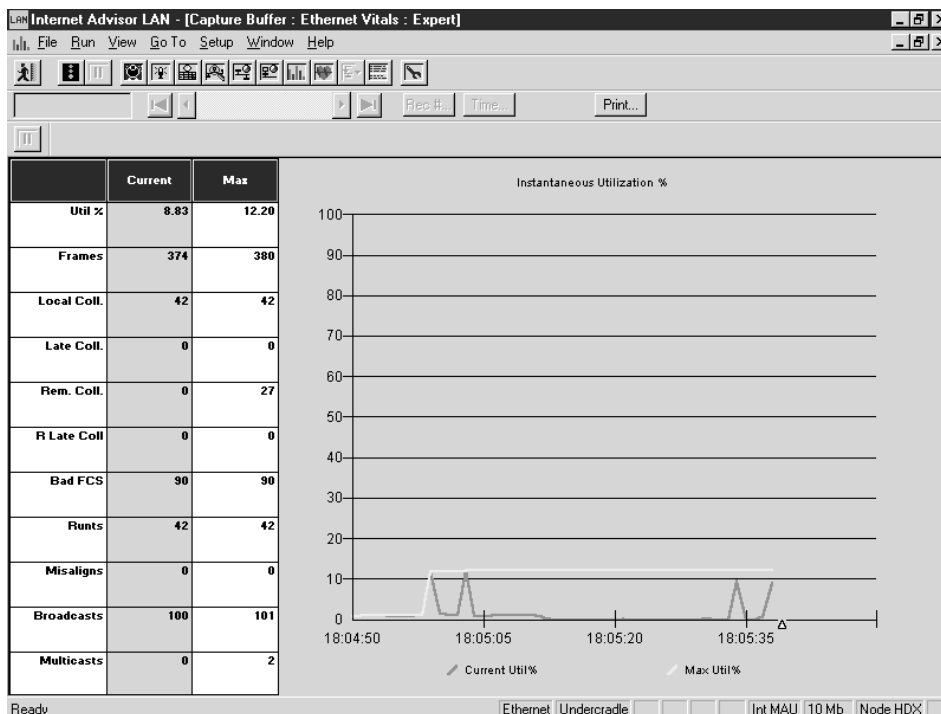 LAN Internet Advisor LAN - [Capture Buffer : Ethernet Vitals : Expert]
File Run View Go To Setup Window Help
Rec #... Time... Print...
Current Max
Util % 8.83 12.20
Frames 374 380
Local Coll. 42 42
Late Coll. 0 0
Rem. Coll. 0 27
R Late Coll 0 0
Bad FCS 90 90
Runts 42 42
Misaligns 0 0
Broadcasts 100 101
Multicasts 0 2
Instantaneous Utilization %
100
90
80
70
60
50
40
30
20
10
0
18:04:50 18:05:05 18:05:20 18:05:35
Current Util% Max Util%
Ready Ethernet Undercradle Int MAU 10 Mb Node HDX